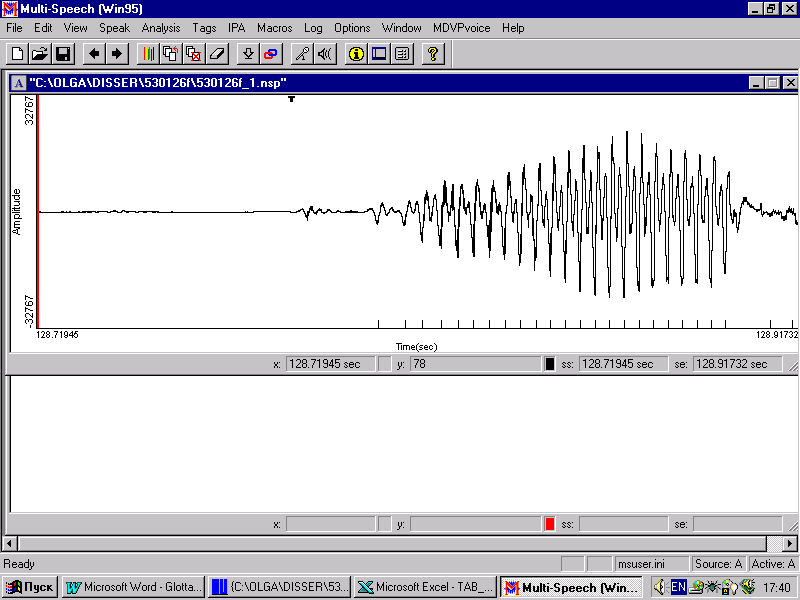 Multi-Speech (Win95)
File Edit View Speak Analysis Tags IPA Macros Log Options Window MDVPvoice Help
A "C:\OLGA\DISSER\530126f\530126f_1.nsp"
32767
Amplitude
-32767
128.71945 128.91732
Time(sec)
x: 128.71945 sec y: 78 ss: 128.71945 sec se: 128.91732 sec
x: y: ss: se:
Ready msuser.ini Source: A Active: A
Пуск Microsoft Word - Glotta... {C:\OLGA\DISSER\53... Microsoft Excel - TAB_... Multi-Speech (Win... EN 17:40